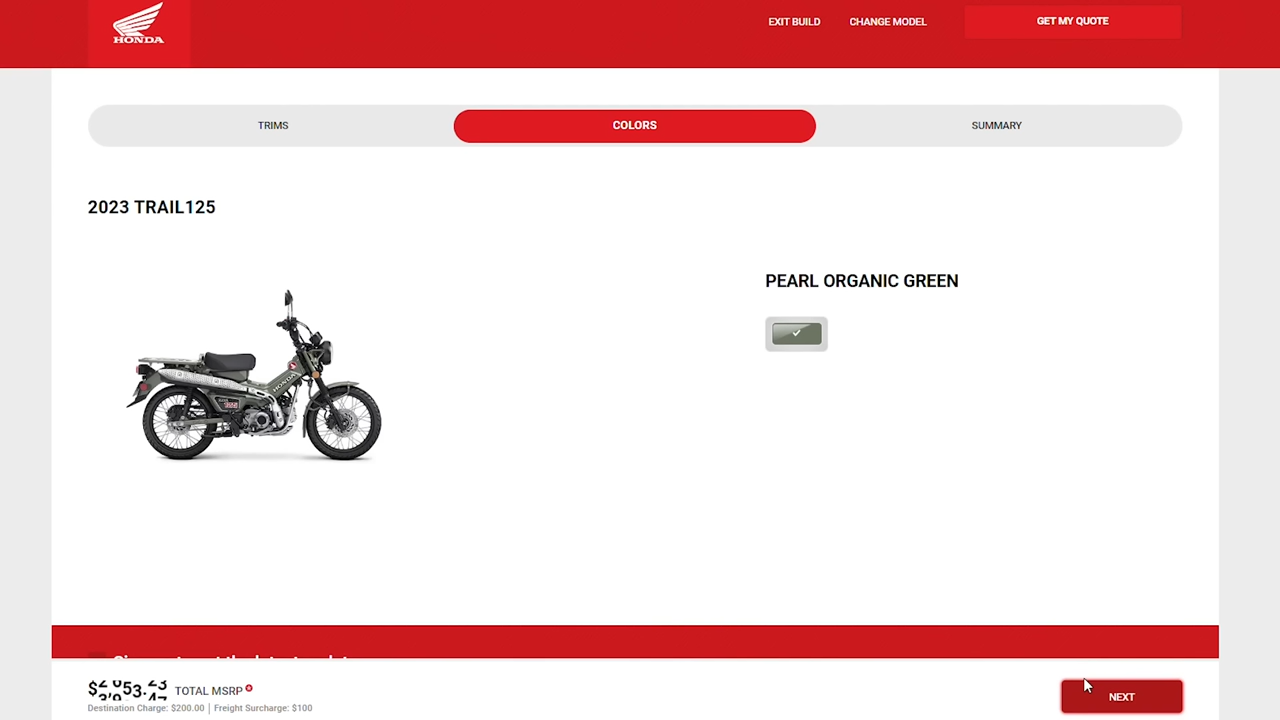 HONDA
EXIT BUILD
CHANGE MODEL
GET MY QUOTE
TRIMS
COLORS
SUMMARY
2023 TRAIL125
PEARL ORGANIC GREEN
HONDA
TOTAL MSRP
Destination Charge: $200.00 | Freight Surcharge: $100
NEXT